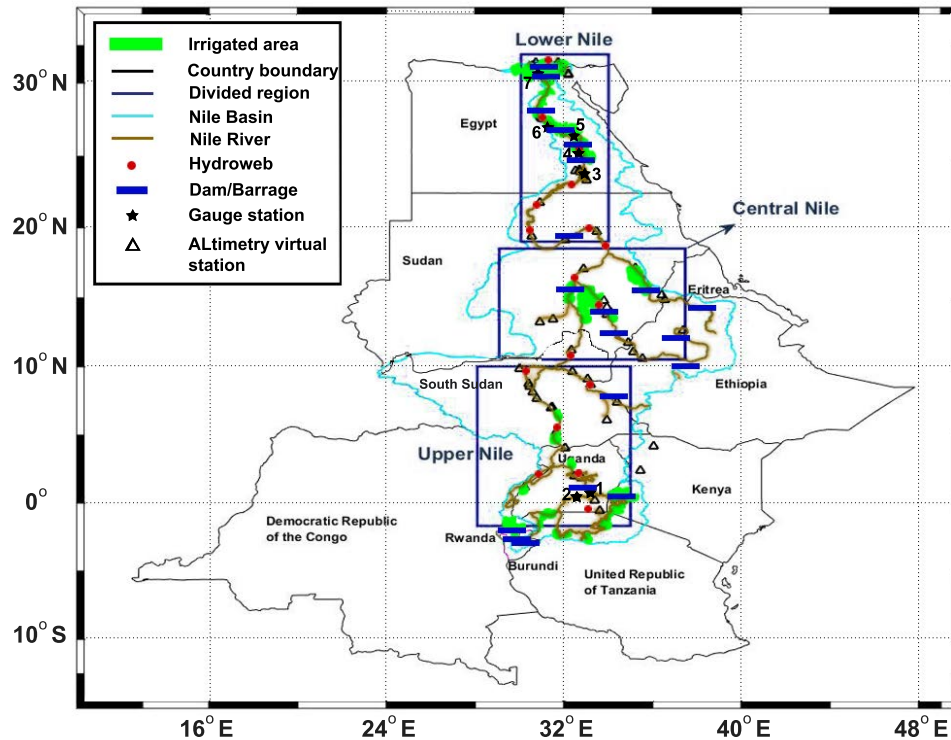 Irrigated area
Country boundary
Divided region
Nile Basin
Nile River
Hydroweb
Dam/Barrage
Gauge station
ALtimetry virtual
station
Lower Nile
Central Nile
Upper Nile
Egypt
Sudan
Eritrea
South Sudan
Ethiopia
Uganda
Kenya
Democratic Republic
of the Congo
Rwanda
Burundi
United Republic
of Tanzania
7
6
5
4
3
2
1
30° N
20° N
10° N
0°
10° S
16° E
24° E
32° E
40° E
48° E